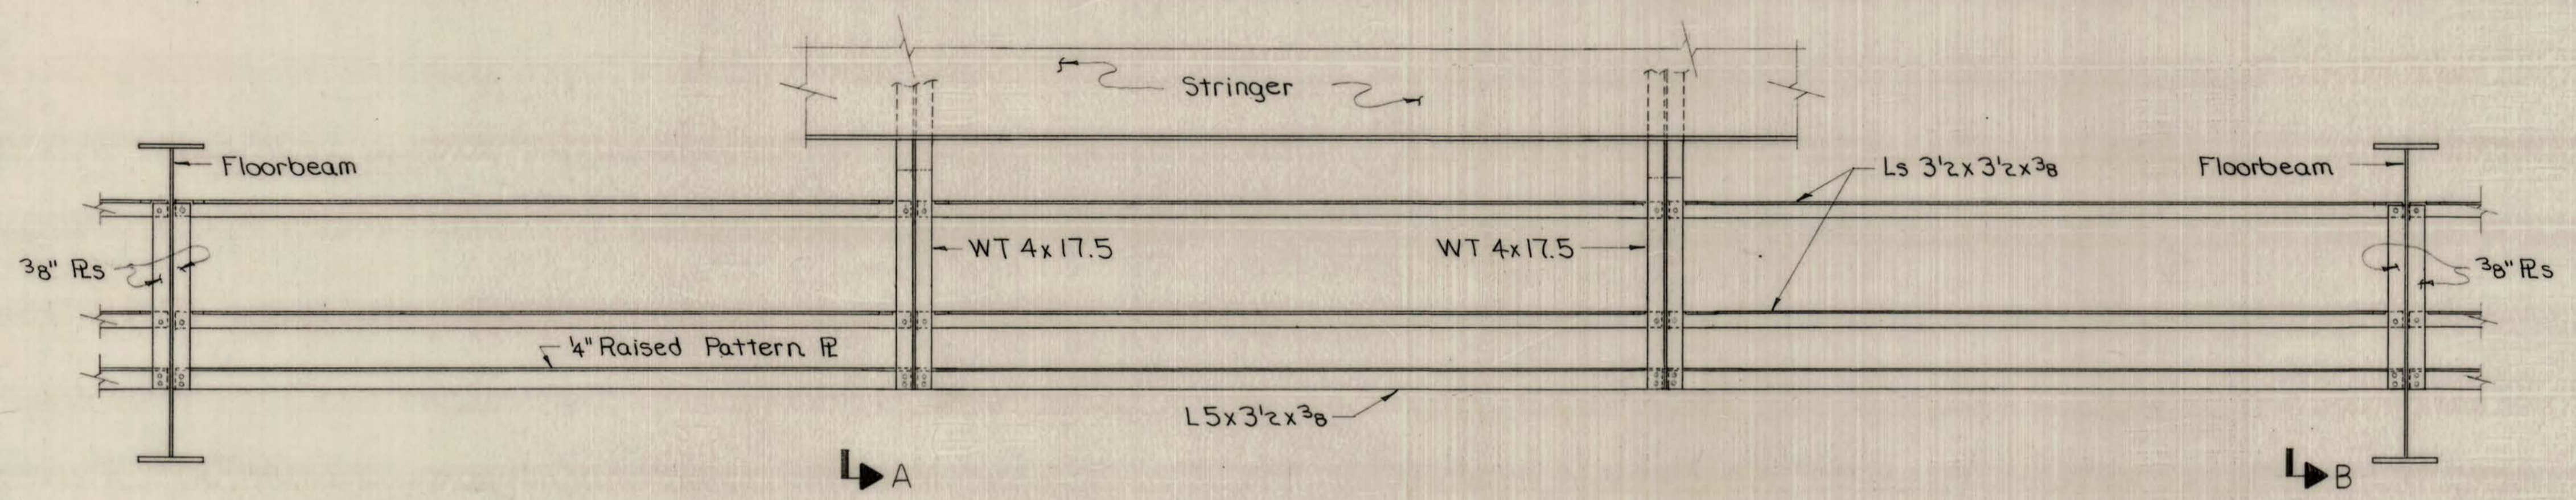 Stringer
Floorbeam
Ls 3½x3½x⅜
Floorbeam
WT 4x17.5
WT 4x17.5
⅜" PLs
⅜" PLs
¼" Raised Pattern PL
L5x3½x⅜
A
B